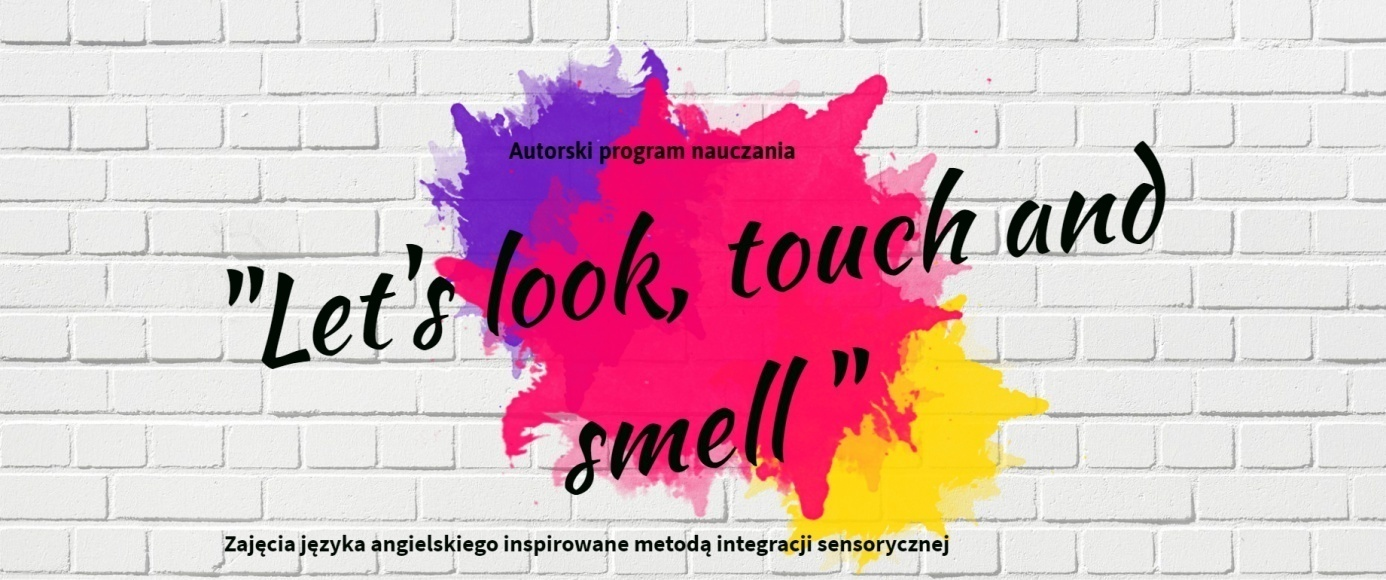 Autorski program nauczania
"Let's look, touch and
smell "
Zajęcia języka angielskiego inspirowane metodą integracji sensorycznej